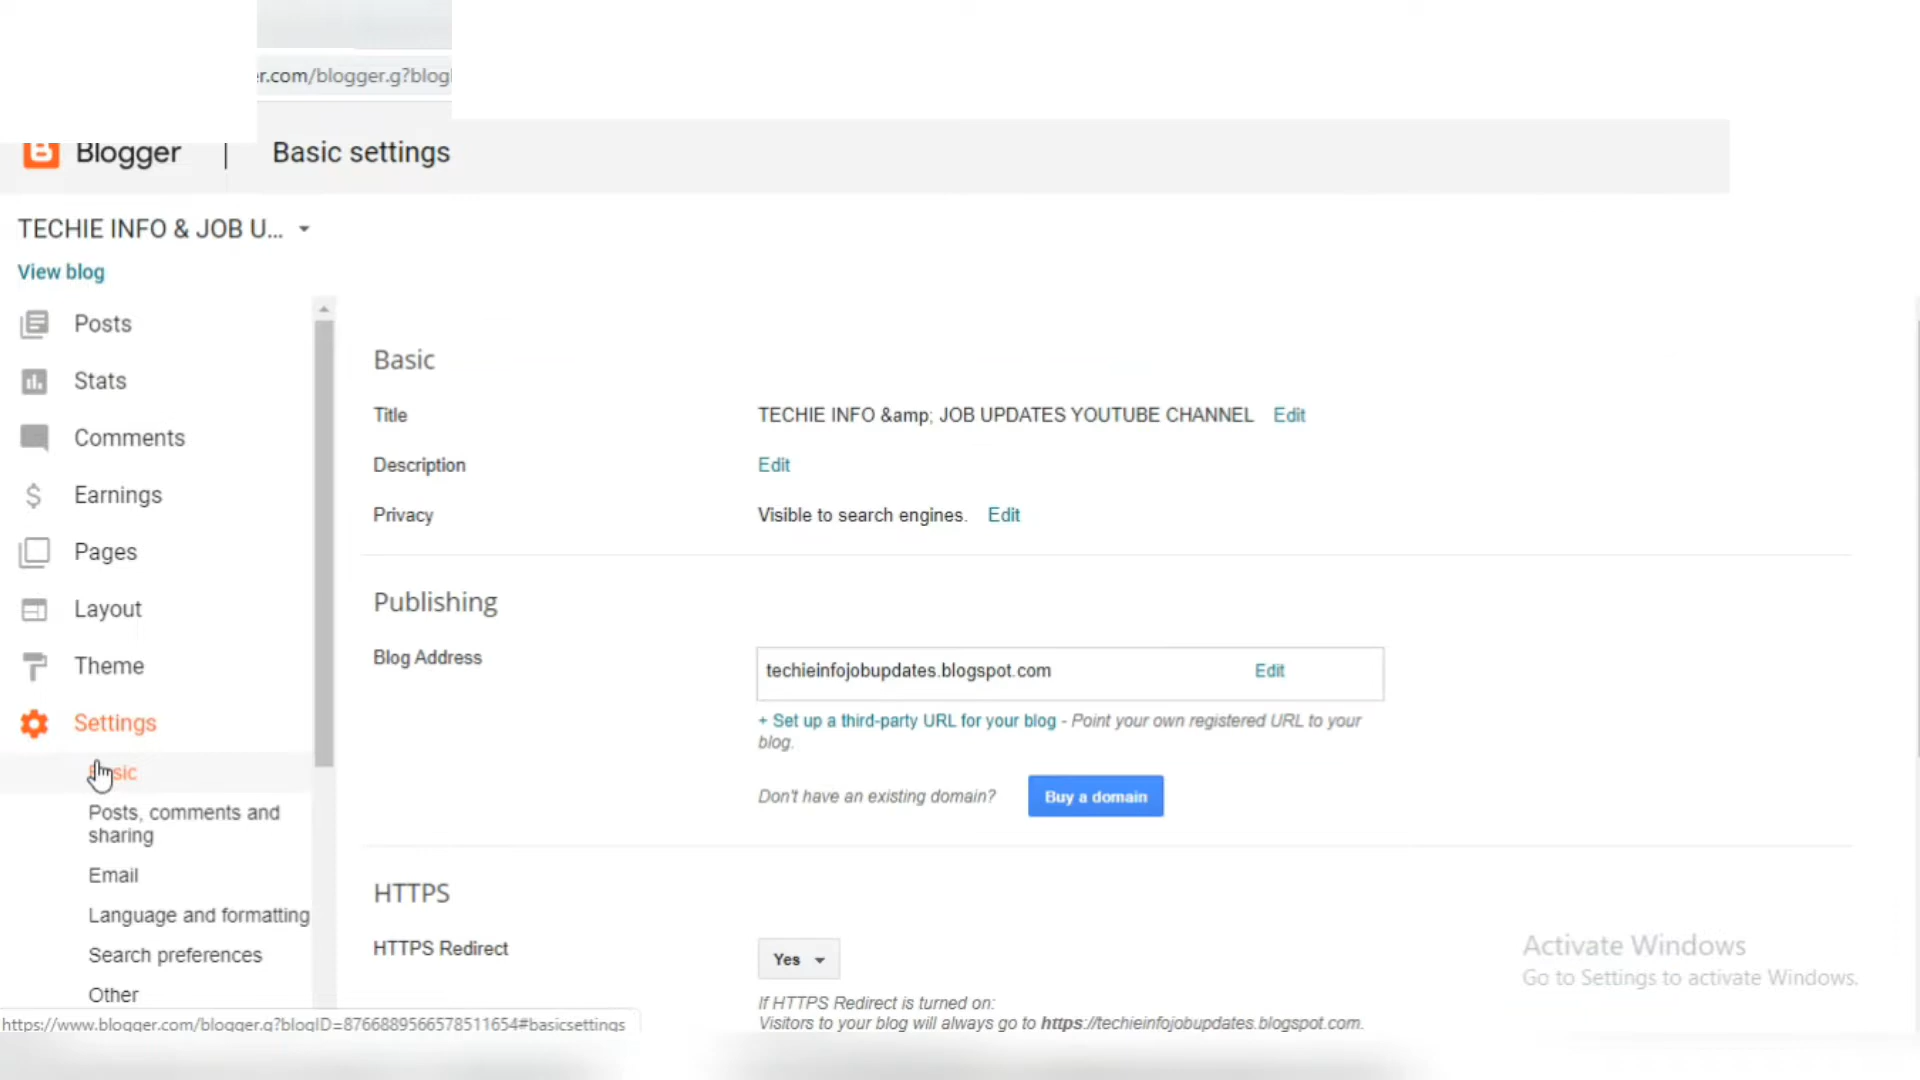 r.com/blogger.g?blog
Blogger | Basic settings
TECHIE INFO & JOB U...
View blog
Posts
Stats
Comments
Earnings
Pages
Layout
Theme
Settings
Posts, comments and
sharing
Email
Language and formatting
Search preferences
Other
Basic
Title TECHIE INFO &amp; JOB UPDATES YOUTUBE CHANNEL Edit
Description Edit
Privacy Visible to search engines. Edit
Publishing
Blog Address techieinfojobupdates.blogspot.com Edit
+ Set up a third-party URL for your blog - Point your own registered URL to your
blog.
Don't have an existing domain? Buy a domain
HTTPS
HTTPS Redirect Yes
If HTTPS Redirect is turned on:
Visitors to your blog will always go to https://techieinfojobupdates.blogspot.com.
Activate Windows
Go to Settings to activate Windows.
https://www.blogger.com/blogger.g?blogID=8766889566578511654#basicsettings